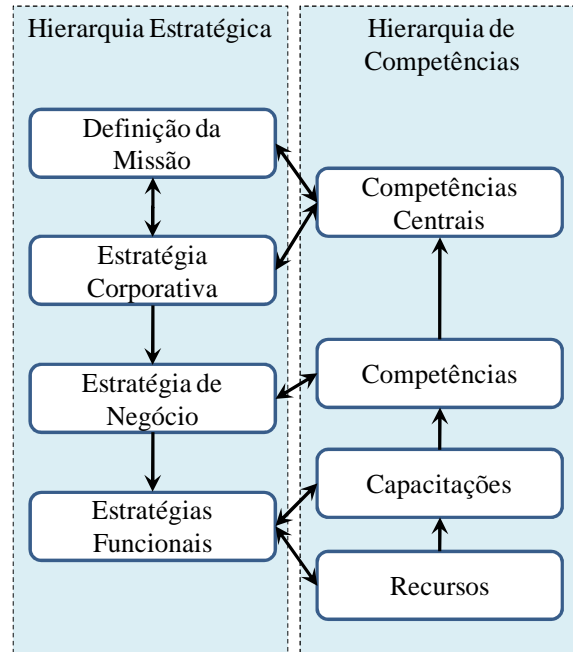 Hierarquia Estratégica
Definição da
Missão
Estratégia
Corporativa
Estratégia de
Negócio
Estratégias
Funcionais
Hierarquia de
Competências
Competências
Centrais
Competências
Capacitações
Recursos